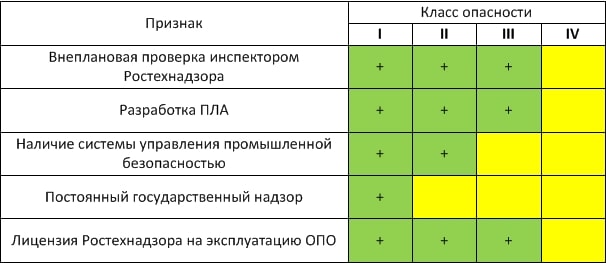 Признак
Класс опасности
I II III IV
Внеплановая проверка инспектором
Ростехнадзора
+ + +
Разработка ПЛА
+ + +
Наличие системы управления промышленной
безопасностью
+ +
Постоянный государственный надзор
+
Лицензия Ростехнадзора на эксплуатацию ОПО
+ + +